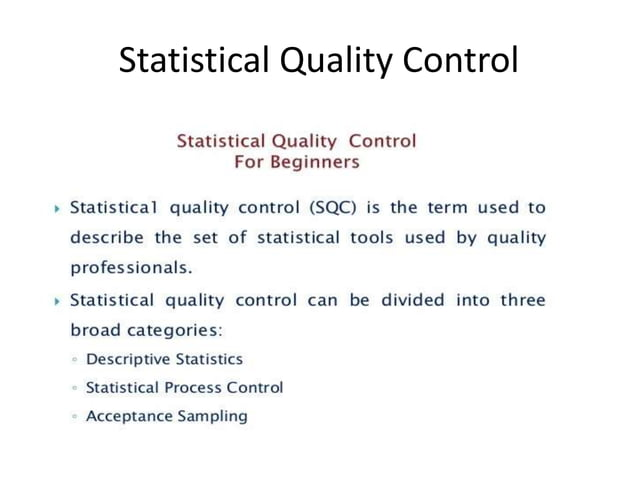 Statistical Quality Control
Statistical Quality Control
For Beginners
Statistica1 quality control (SQC) is the term used to
describe the set of statistical tools used by quality
professionals.
Statistical quality control can be divided into three
broad categories:
Descriptive Statistics
Statistical Process Control
Acceptance Sampling